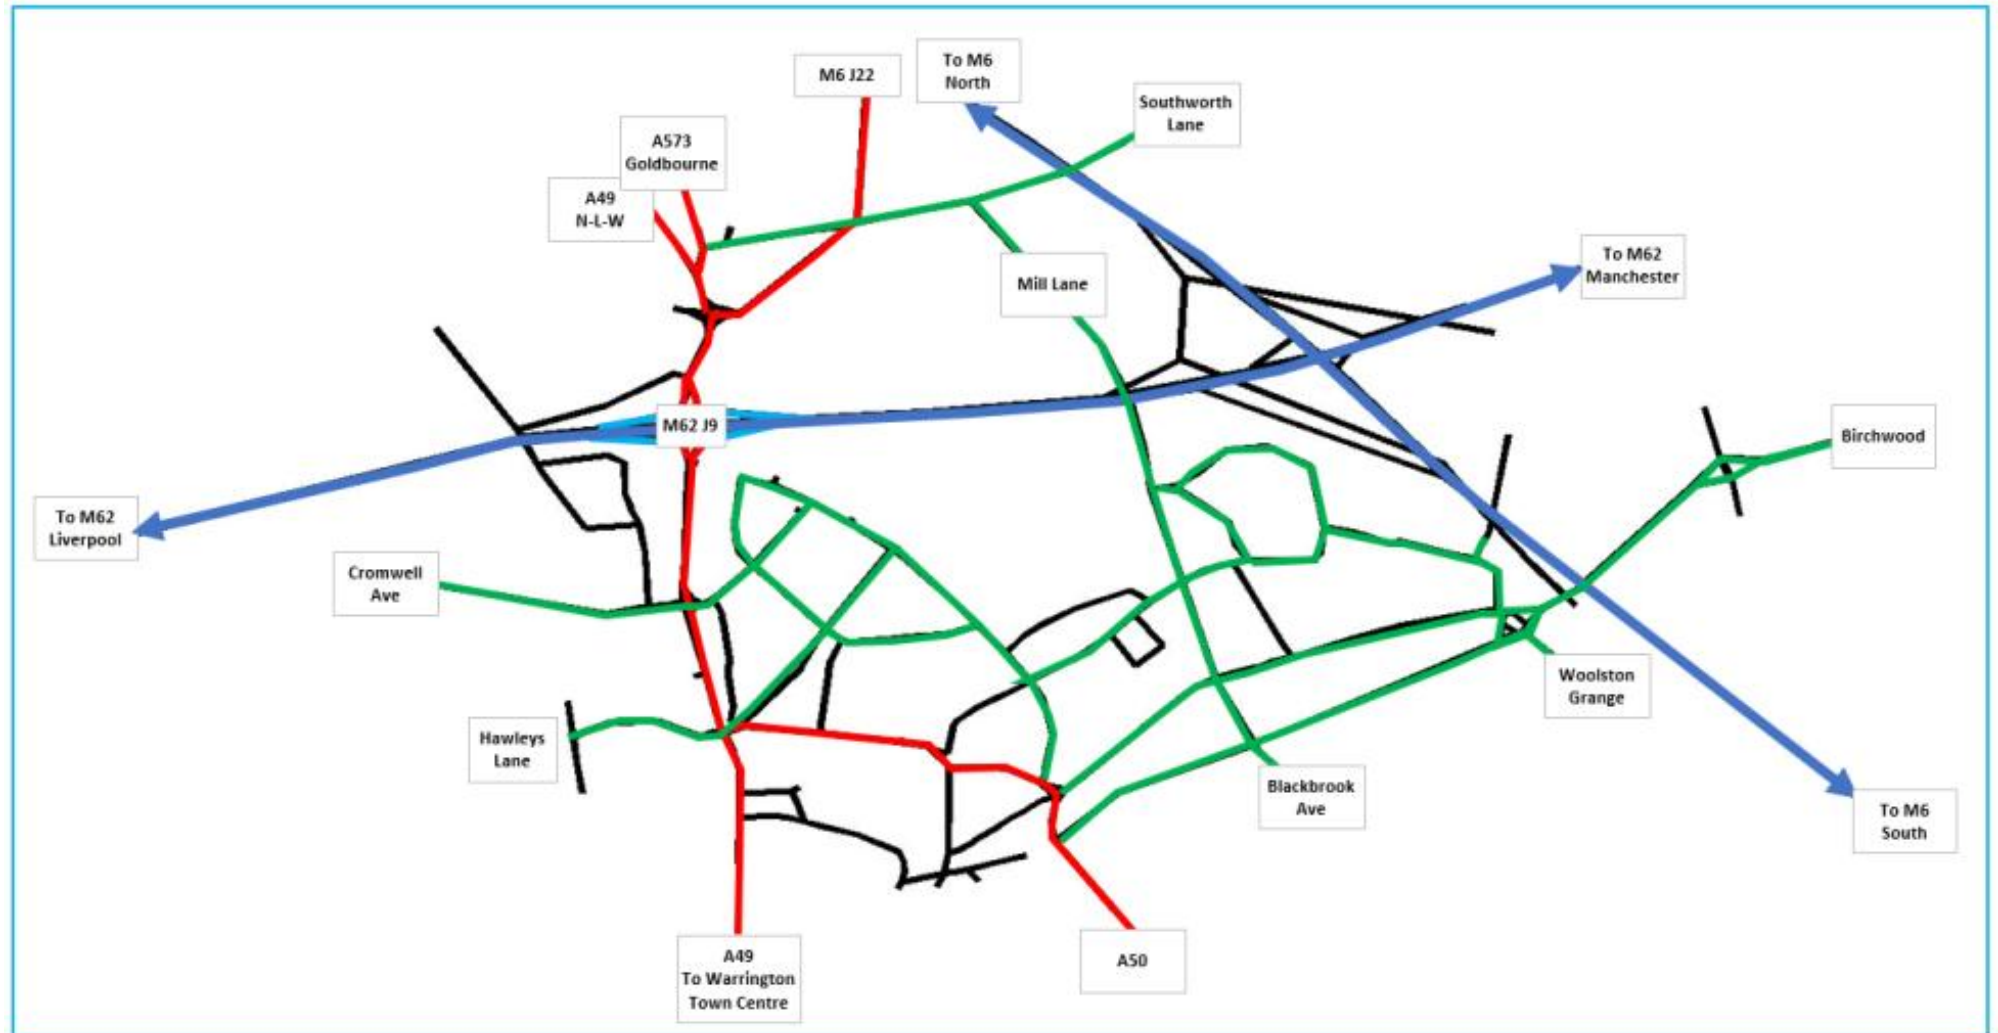 M6 J22
To M6
North
Southworth
Lane
A573
Goldbourne
A49
N-L-W
Mill Lane
To M62
Manchester
M62 J9
Birchwood
To M62
Liverpool
Cromwell
Ave
Woolston
Grange
Hawleys
Lane
Blackbrook
Ave
To M6
South
A49
To Warrington
Town Centre
A50